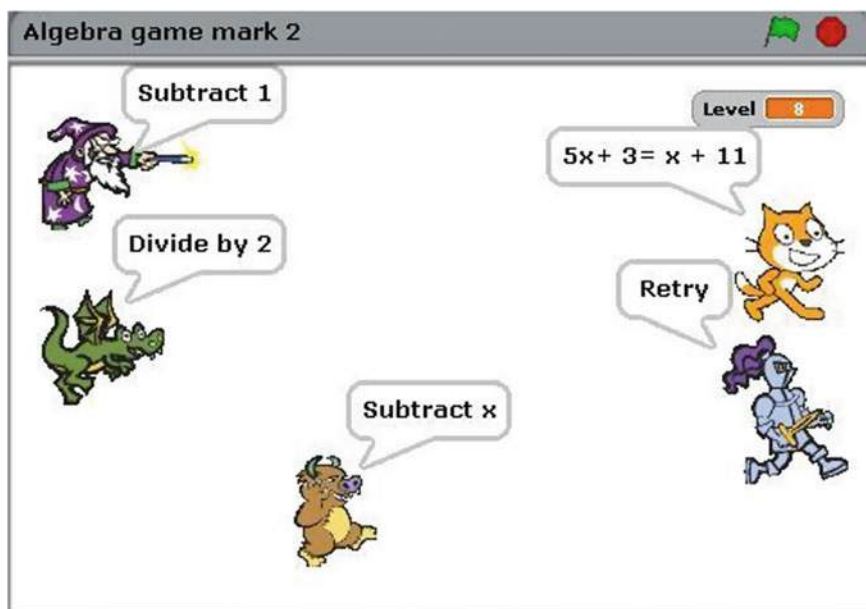 Algebra game mark 2
Subtract 1
Level 8
5x+ 3= x + 11
Divide by 2
Retry
Subtract x